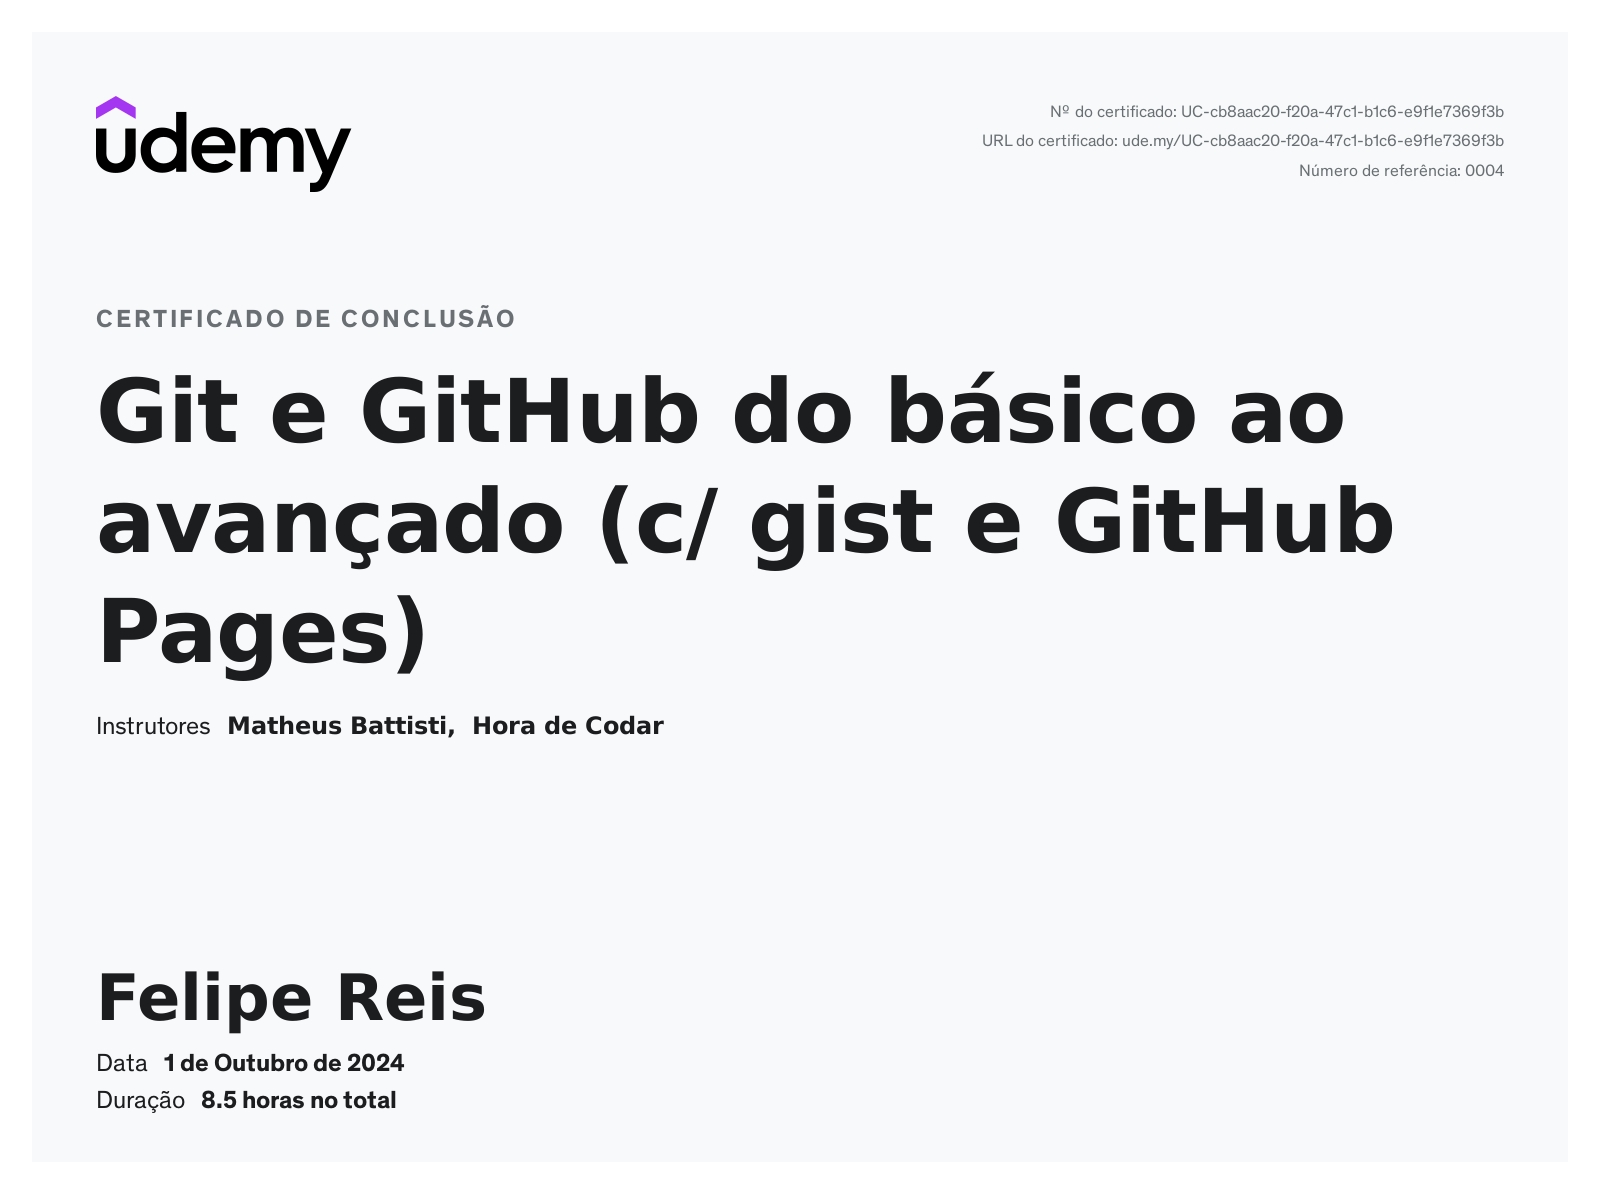 udemy
Nº do certificado: UC-cb8aac20-f20a-47c1-b1c6-e9f1e7369f3b
URL do certificado: ude.my/UC-cb8aac20-f20a-47c1-b1c6-e9f1e7369f3b
Número de referência: 0004
CERTIFICADO DE CONCLUSÃO
Git e GitHub do básico ao
avançado (c/ gist e GitHub
Pages)
Instrutores Matheus Battisti, Hora de Codar
Felipe Reis
Data 1 de Outubro de 2024
Duração 8.5 horas no total